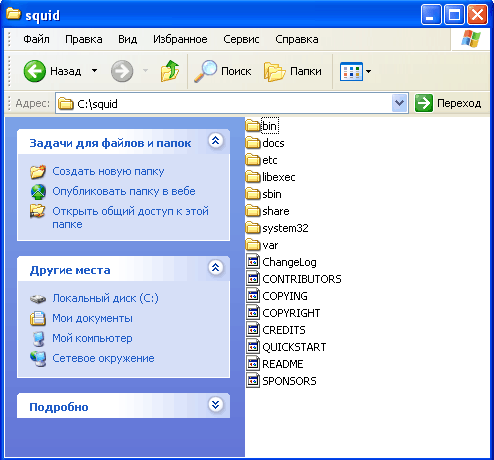 squid
Файл Правка Вид Избранное Сервис Справка
Назад Поиск Папки
Адрес: C:\squid Переход
Задачи для файлов и папок
Создать новую папку
Опубликовать папку в вебе
Открыть общий доступ к этой
папке
Другие места
Локальный диск (C:)
Мои документы
Мой компьютер
Сетевое окружение
Подробно
bin
docs
etc
libexec
sbin
share
system32
var
ChangeLog
CONTRIBUTORS
COPYING
COPYRIGHT
CREDITS
QUICKSTART
README
SPONSORS